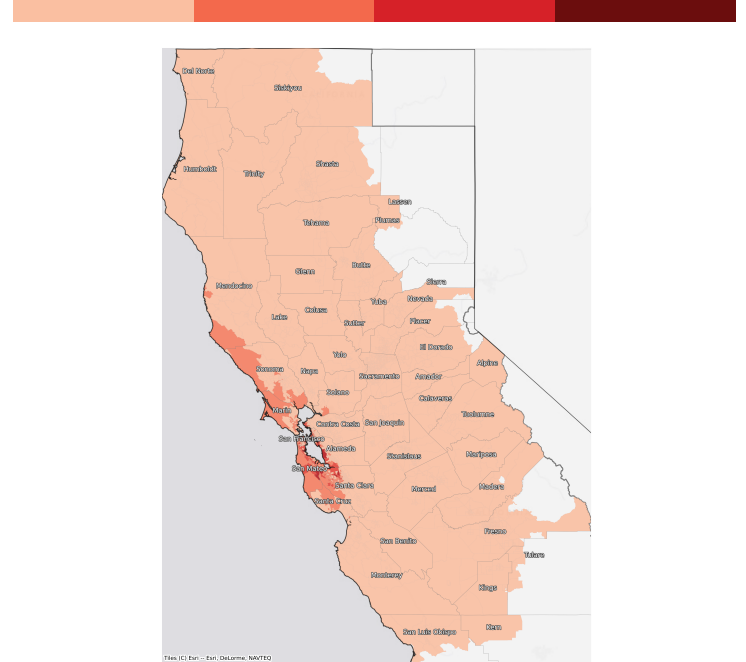 Del Norte
Siskiyou
Humboldt
Trinity
Shasta
Lassen
Plumas
Tehama
Butte
Glenn
Sierra
Mendocino
Nevada
Yuba
Colusa
Lake
Sutter
Placer
El Dorado
Yolo
Alpine
Sonoma
Napa
Sacramento
Amador
Solano
Calaveras
Marin
Tuolumne
Contra Costa
San Joaquin
San Francisco
Alameda
Stanislaus
Mariposa
San Mateo
Santa Clara
Merced
Madera
Santa Cruz
Fresno
San Benito
Tulare
Monterey
Kings
Kern
San Luis Obispo
Tiles (C) Esri -- Esri, DeLorme, NAVTEQ